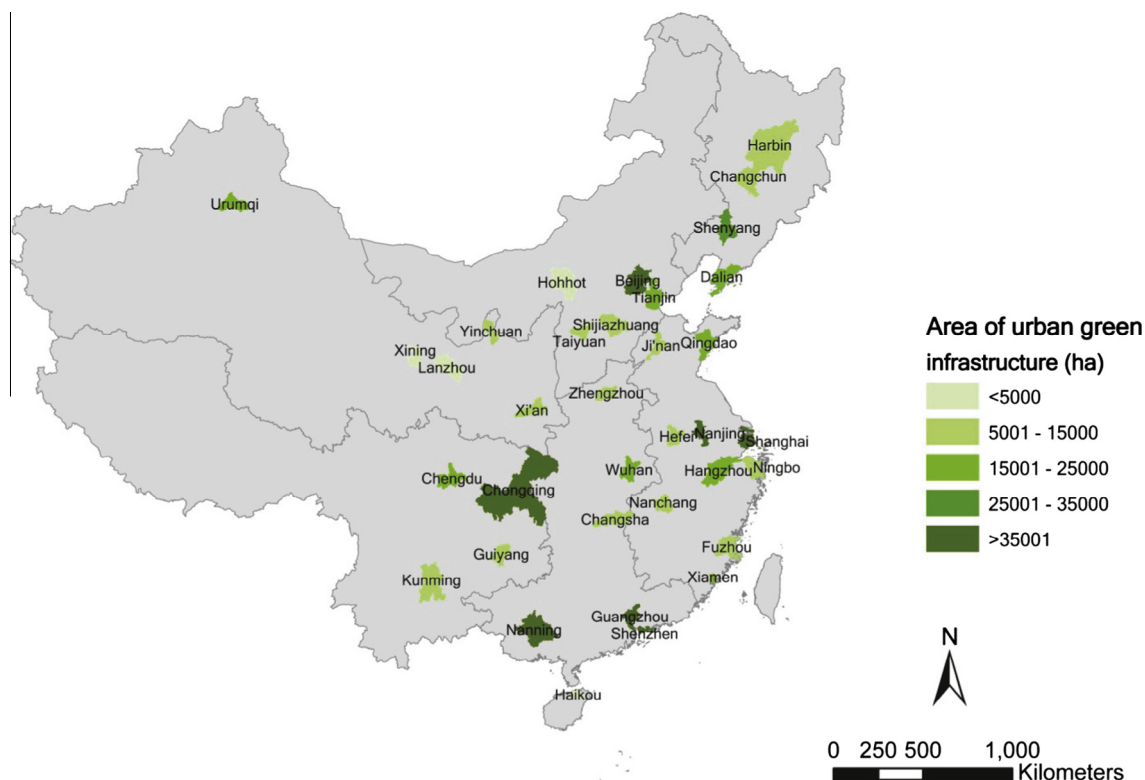 Harbin
Changchun
Urumqi
Shenyang
Hohhot
Beijing
Dalian
Tianjin
Yinchuan
Shijiazhuang
Taiyuan
Ji'nan
Qingdao
Xining
Lanzhou
Zhengzhou
Xi'an
Hefei
Nanjing
Shanghai
Chengdu
Wuhan
Hangzhou
Ningbo
Chongqing
Nanchang
Changsha
Guiyang
Fuzhou
Kunming
Xiamen
Nanning
Guangzhou
Shenzhen
Haikou
Area of urban green
infrastructure (ha)
<5000
5001 - 15000
15001 - 25000
25001 - 35000
>35001
N
0 250 500 1,000
Kilometers